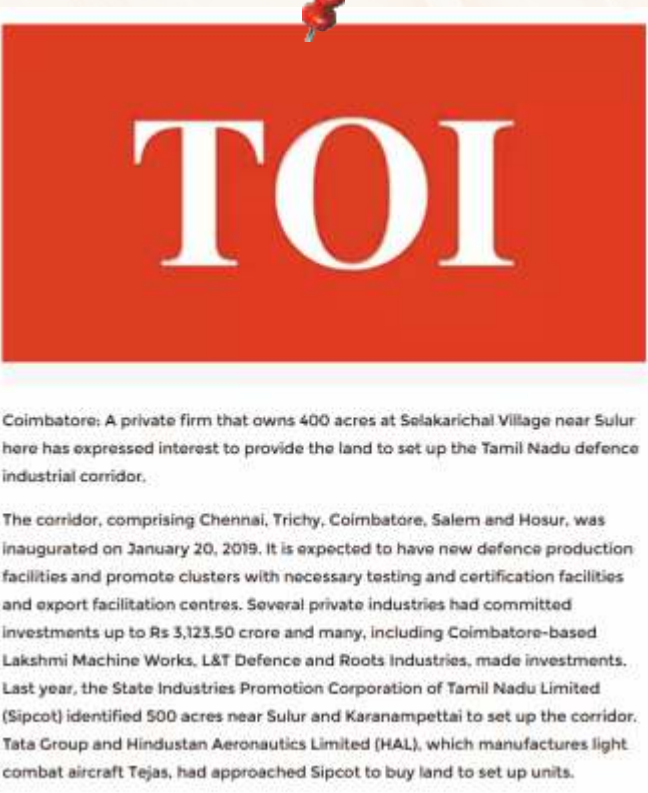 TOI
Coimbatore: A private firm that owns 400 acres at Selakarichal Village near Sulur
here has expressed interest to provide the land to set up the Tamil Nadu defence
industrial corridor.
The corridor, comprising Chennai, Trichy, Coimbatore, Salem and Hosur, was
inaugurated on January 20, 2019. It is expected to have new defence production
facilities and promote clusters with necessary testing and certification facilities
and export facilitation centres. Several private industries had committed
investments up to Rs 3,123.50 crore and many, including Coimbatore-based
Lakshmi Machine Works, L&T Defence and Roots Industries, made investments.
Last year, the State Industries Promotion Corporation of Tamil Nadu Limited
(Sipcot) identified 500 acres near Sulur and Karanampettai to set up the corridor.
Tata Group and Hindustan Aeronautics Limited (HAL), which manufactures light
combat aircraft Tejas, had approached Sipcot to buy land to set up units.